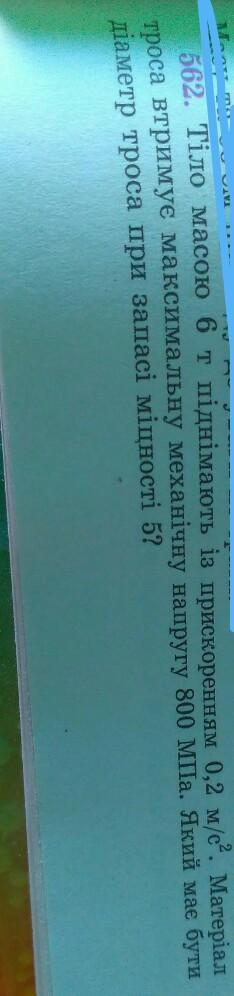 562. Тіло масою 6 т піднімають із прискоренням 0,2 м/с². Матеріал
троса втримує максимальну механічну напругу 800 МПа. Який має бути
діаметр троса при запасі міцності 5?